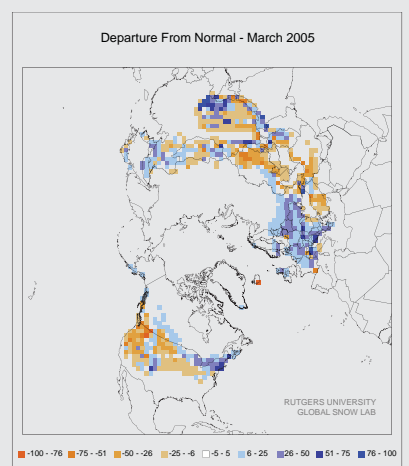 Departure From Normal - March 2005
RUTGERS UNIVERSITY
GLOBAL SNOW LAB
-100 - -76 -75 - -51 -50 - -26 -25 - -6 -5 - 5 6 - 25 26 - 50 51 - 75 76 - 100